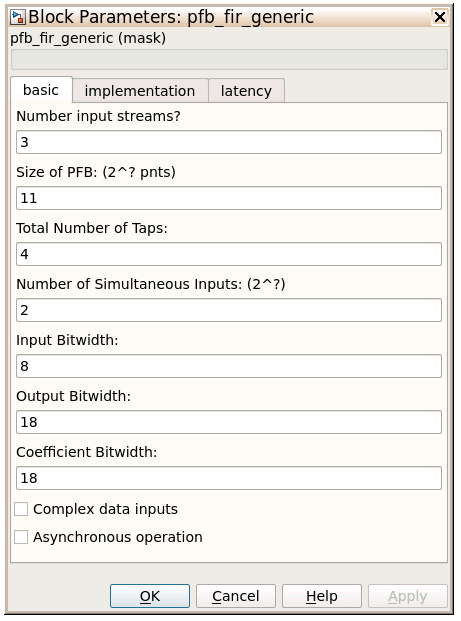 Block Parameters: pfb_fir_generic
pfb_fir_generic (mask)
basic implementation latency
Number input streams?
3
Size of PFB: (2^? pnts)
11
Total Number of Taps:
4
Number of Simultaneous Inputs: (2^?)
2
Input Bitwidth:
8
Output Bitwidth:
18
Coefficient Bitwidth:
18
Complex data inputs
Asynchronous operation
OK Cancel Help Apply